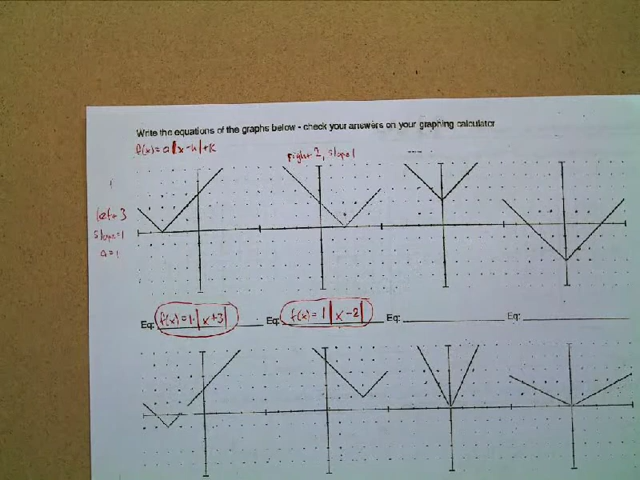 Write the equations of the graphs below - check your answers on your graphing calculator
f(x)=a|x-h|+k
right 2, slope 1
left 3
slope=1
a=1
Eq: f(x)=1·|x+3|
Eq: f(x)=1|x-2|
Eq:
Eq: